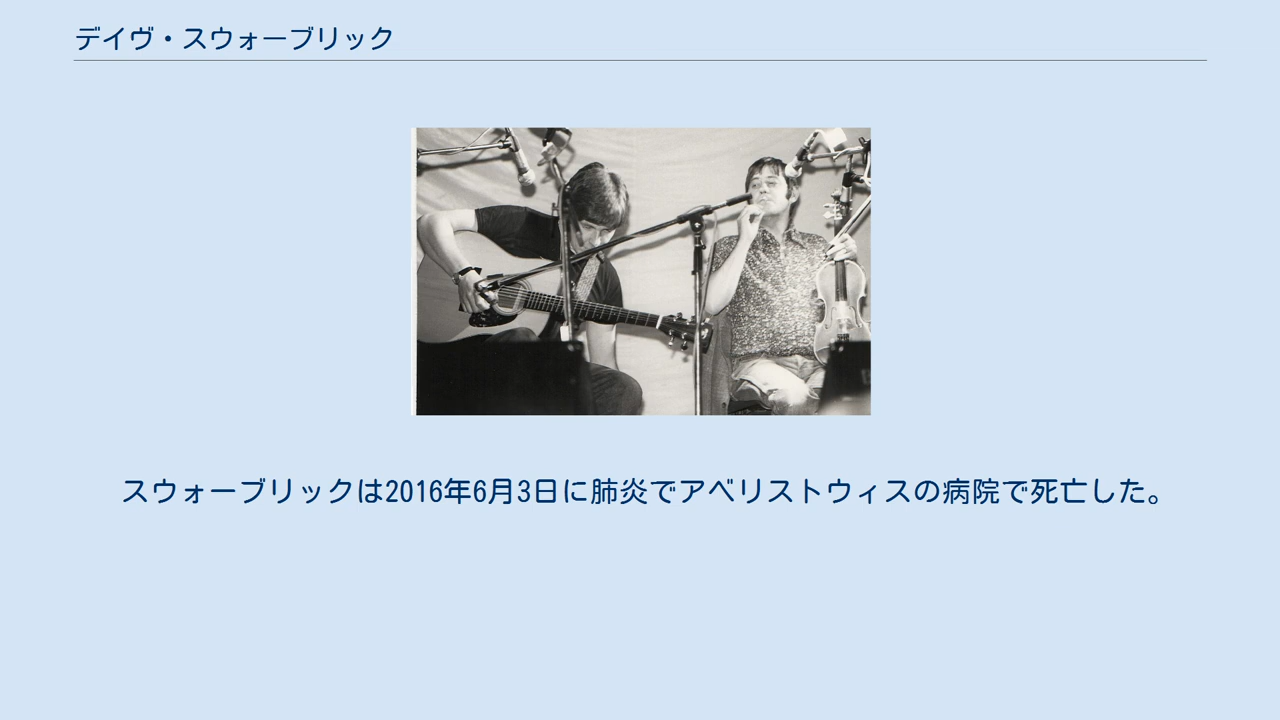 デイヴ・スウォーブリック
スウォーブリックは2016年6月3日に肺炎でアベリストウィスの病院で死亡した。